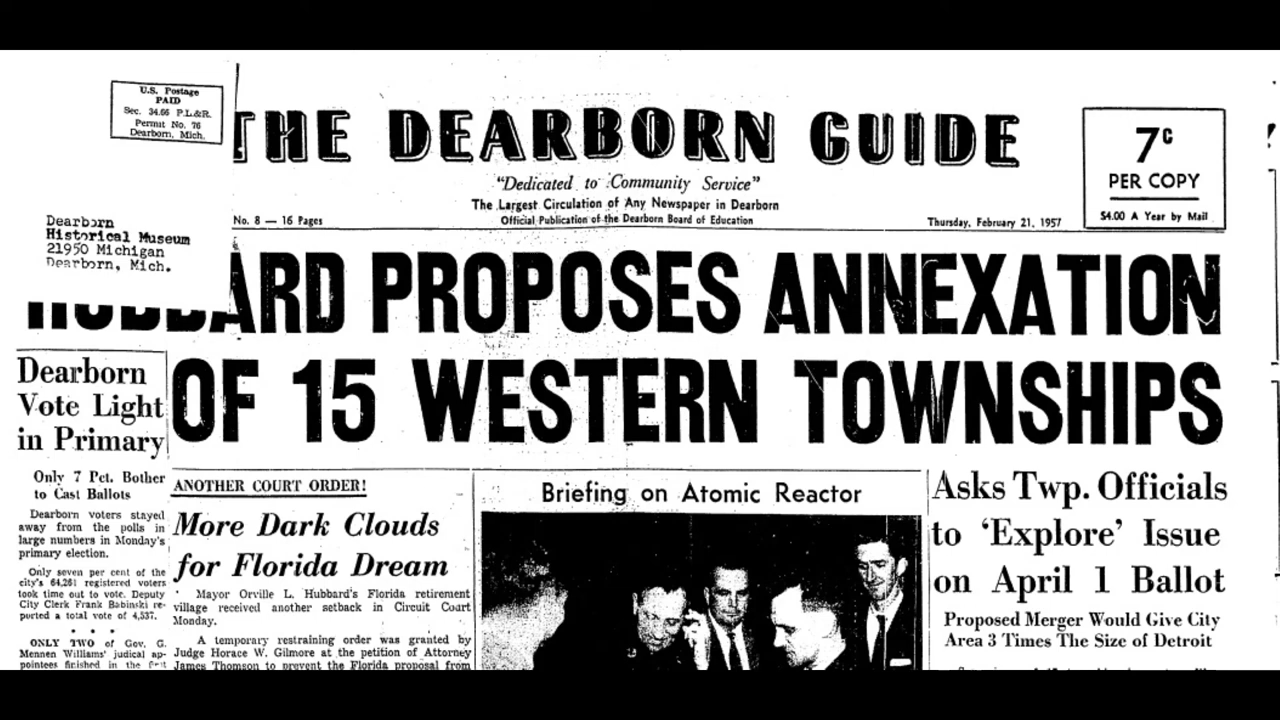 U.S. Postage
PAID
Sec. 34.66 P.L.&R.
Permit No. 76
Dearborn, Mich.
THE DEARBORN GUIDE
"Dedicated to Community Service"
The Largest Circulation of Any Newspaper in Dearborn
Official Publication of the Dearborn Board of Education
7c
PER COPY
$4.00 A Year by Mail
No. 8 — 16 Pages
Thursday, February 21, 1957
Dearborn
Historical Museum
21950 Michigan
Dearborn, Mich.
HUBBARD PROPOSES ANNEXATION
OF 15 WESTERN TOWNSHIPS
Dearborn
Vote Light
in Primary
Only 7 Pct. Bother
to Cast Ballots
Dearborn voters stayed
away from the polls in
large numbers in Monday's
primary election.
Only seven per cent of the
city's 64,261 registered voters
took time out to vote. Deputy
City Clerk Frank Babinski re-
ported a total vote of 4,537.
ONLY TWO of Gov. G.
Mennen Williams' judicial ap-
pointees finished in the first
ANOTHER COURT ORDER!
More Dark Clouds
for Florida Dream
Mayor Orville L. Hubbard's Florida retirement
village received another setback in Circuit Court
Monday.
A temporary restraining order was granted by
Judge Horace W. Gilmore at the petition of Attorney
James Thomson to prevent the Florida proposal from
Briefing on Atomic Reactor
Asks Twp. Officials
to 'Explore' Issue
on April 1 Ballot
Proposed Merger Would Give City
Area 3 Times The Size of Detroit